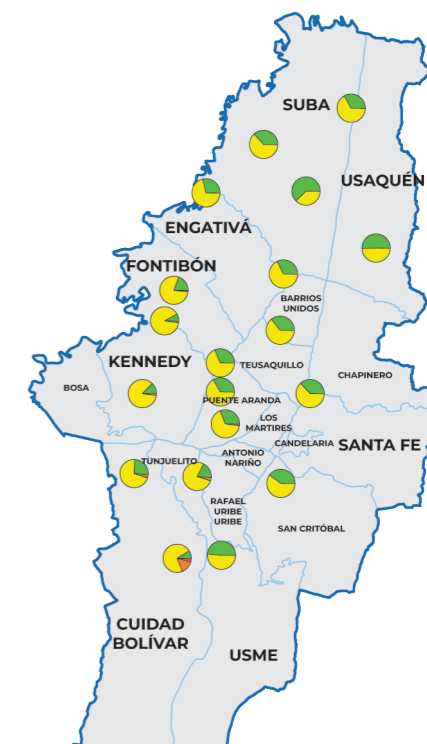 SUBA
USAQUÉN
ENGATIVÁ
FONTIBÓN
BARRIOS
UNIDOS
KENNEDY
TEUSAQUILLO
CHAPINERO
BOSA
PUENTE ARANDA
LOS
MARTIRES
CANDELARIA
SANTA FE
ANTONIO
NARIÑO
TUNJUELITO
RAFAEL
URIBE
URIBE
SAN CRITÓBAL
CUIDAD
BOLÍVAR
USME